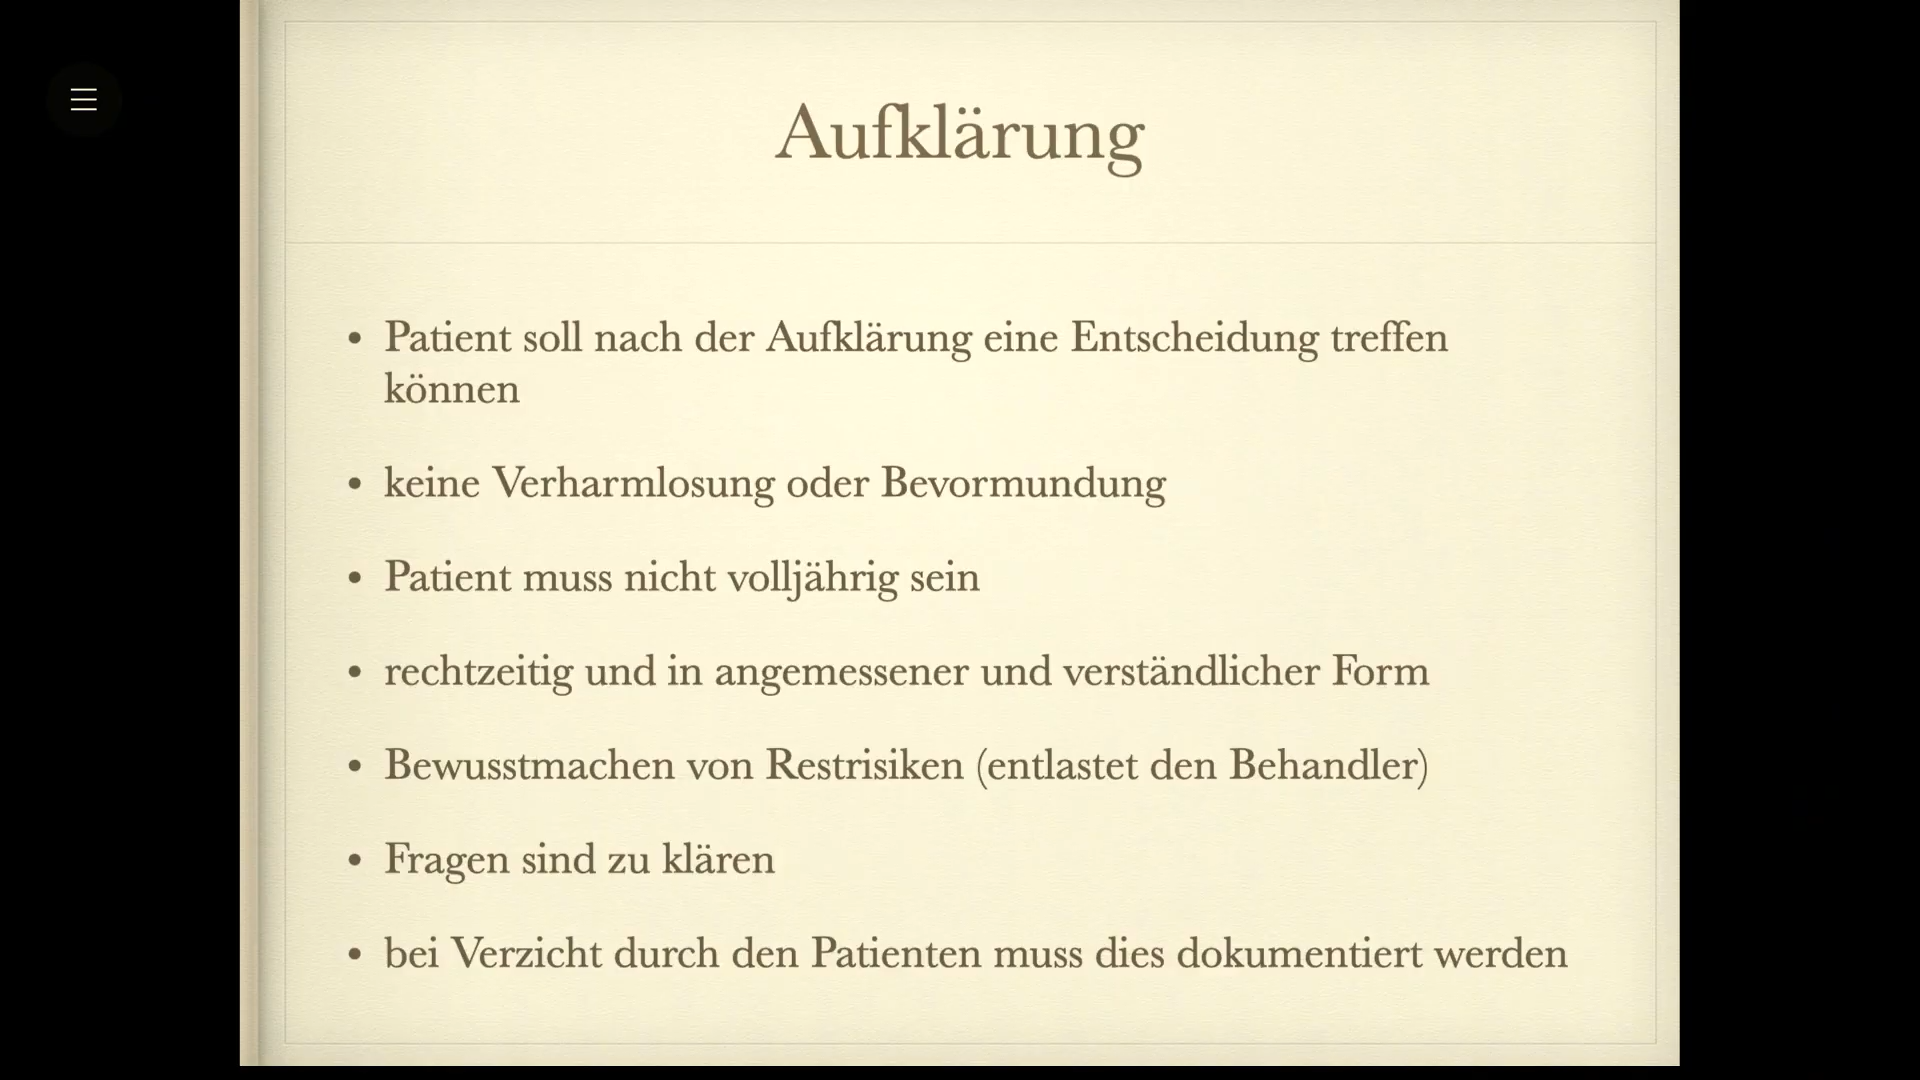 Aufklärung
• Patient soll nach der Aufklärung eine Entscheidung treffen
können
• keine Verharmlosung oder Bevormundung
• Patient muss nicht volljährig sein
• rechtzeitig und in angemessener und verständlicher Form
• Bewusstmachen von Restrisiken (entlastet den Behandler)
• Fragen sind zu klären
• bei Verzicht durch den Patienten muss dies dokumentiert werden